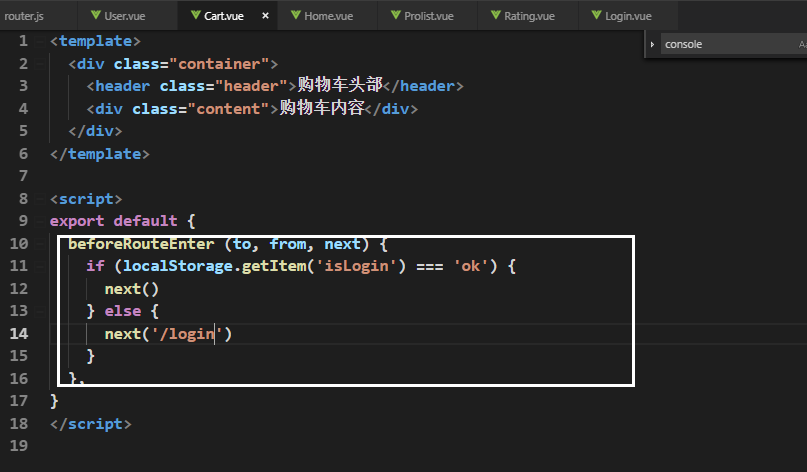 router.js User.vue Cart.vue × Home.vue Prolist.vue Rating.vue Login.vue
console Aa
1 <template>
2 <div class="container">
3 <header class="header">购物车头部</header>
4 <div class="content">购物车内容</div>
5 </div>
6 </template>
7
8 <script>
9 export default {
10 beforeRouteEnter (to, from, next) {
11 if (localStorage.getItem('isLogin') === 'ok') {
12 next()
13 } else {
14 next('/login')
15 }
16 },
17 }
18 </script>
19